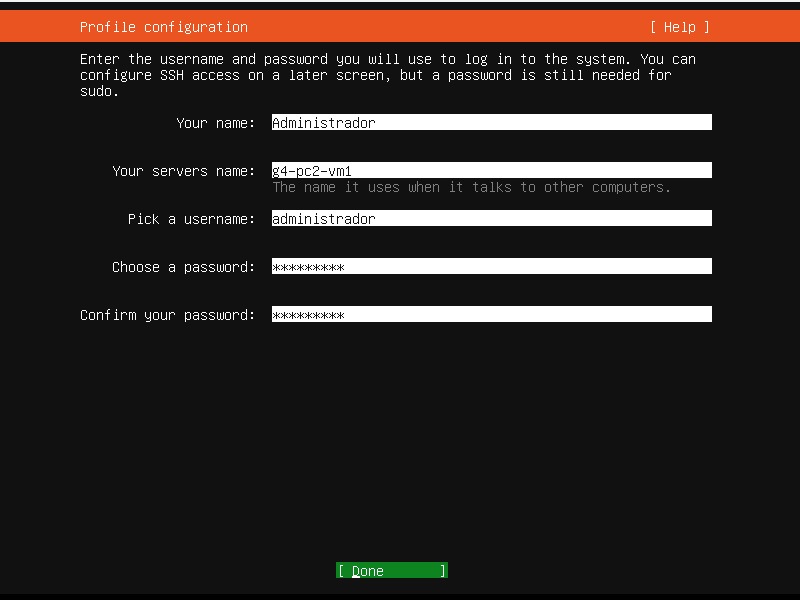 Profile configuration [ Help ]
Enter the username and password you will use to log in to the system. You can
configure SSH access on a later screen, but a password is still needed for
sudo.
Your name: Administrador
Your servers name: g4-pc2-vm1
The name it uses when it talks to other computers.
Pick a username: administrador
Choose a password: *********
Confirm your password: *********
[ Done ]